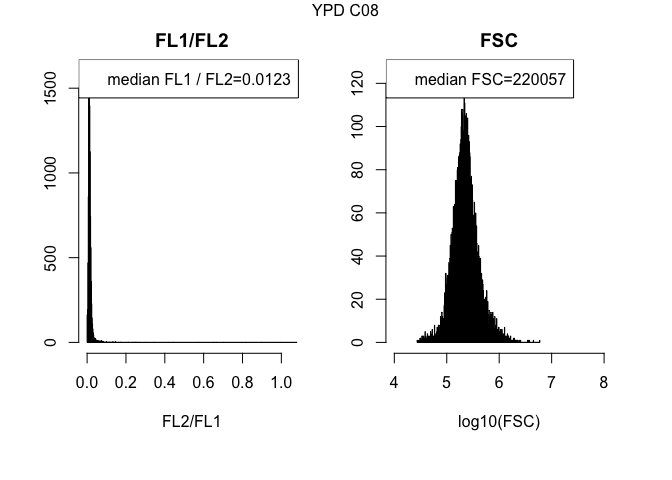 YPD C08
FL1/FL2
median FL1 / FL2=0.0123
0
500
1000
1500
0.0 0.2 0.4 0.6 0.8 1.0
FL2/FL1
FSC
median FSC=220057
0
20
40
60
80
100
120
4 5 6 7 8
log10(FSC)